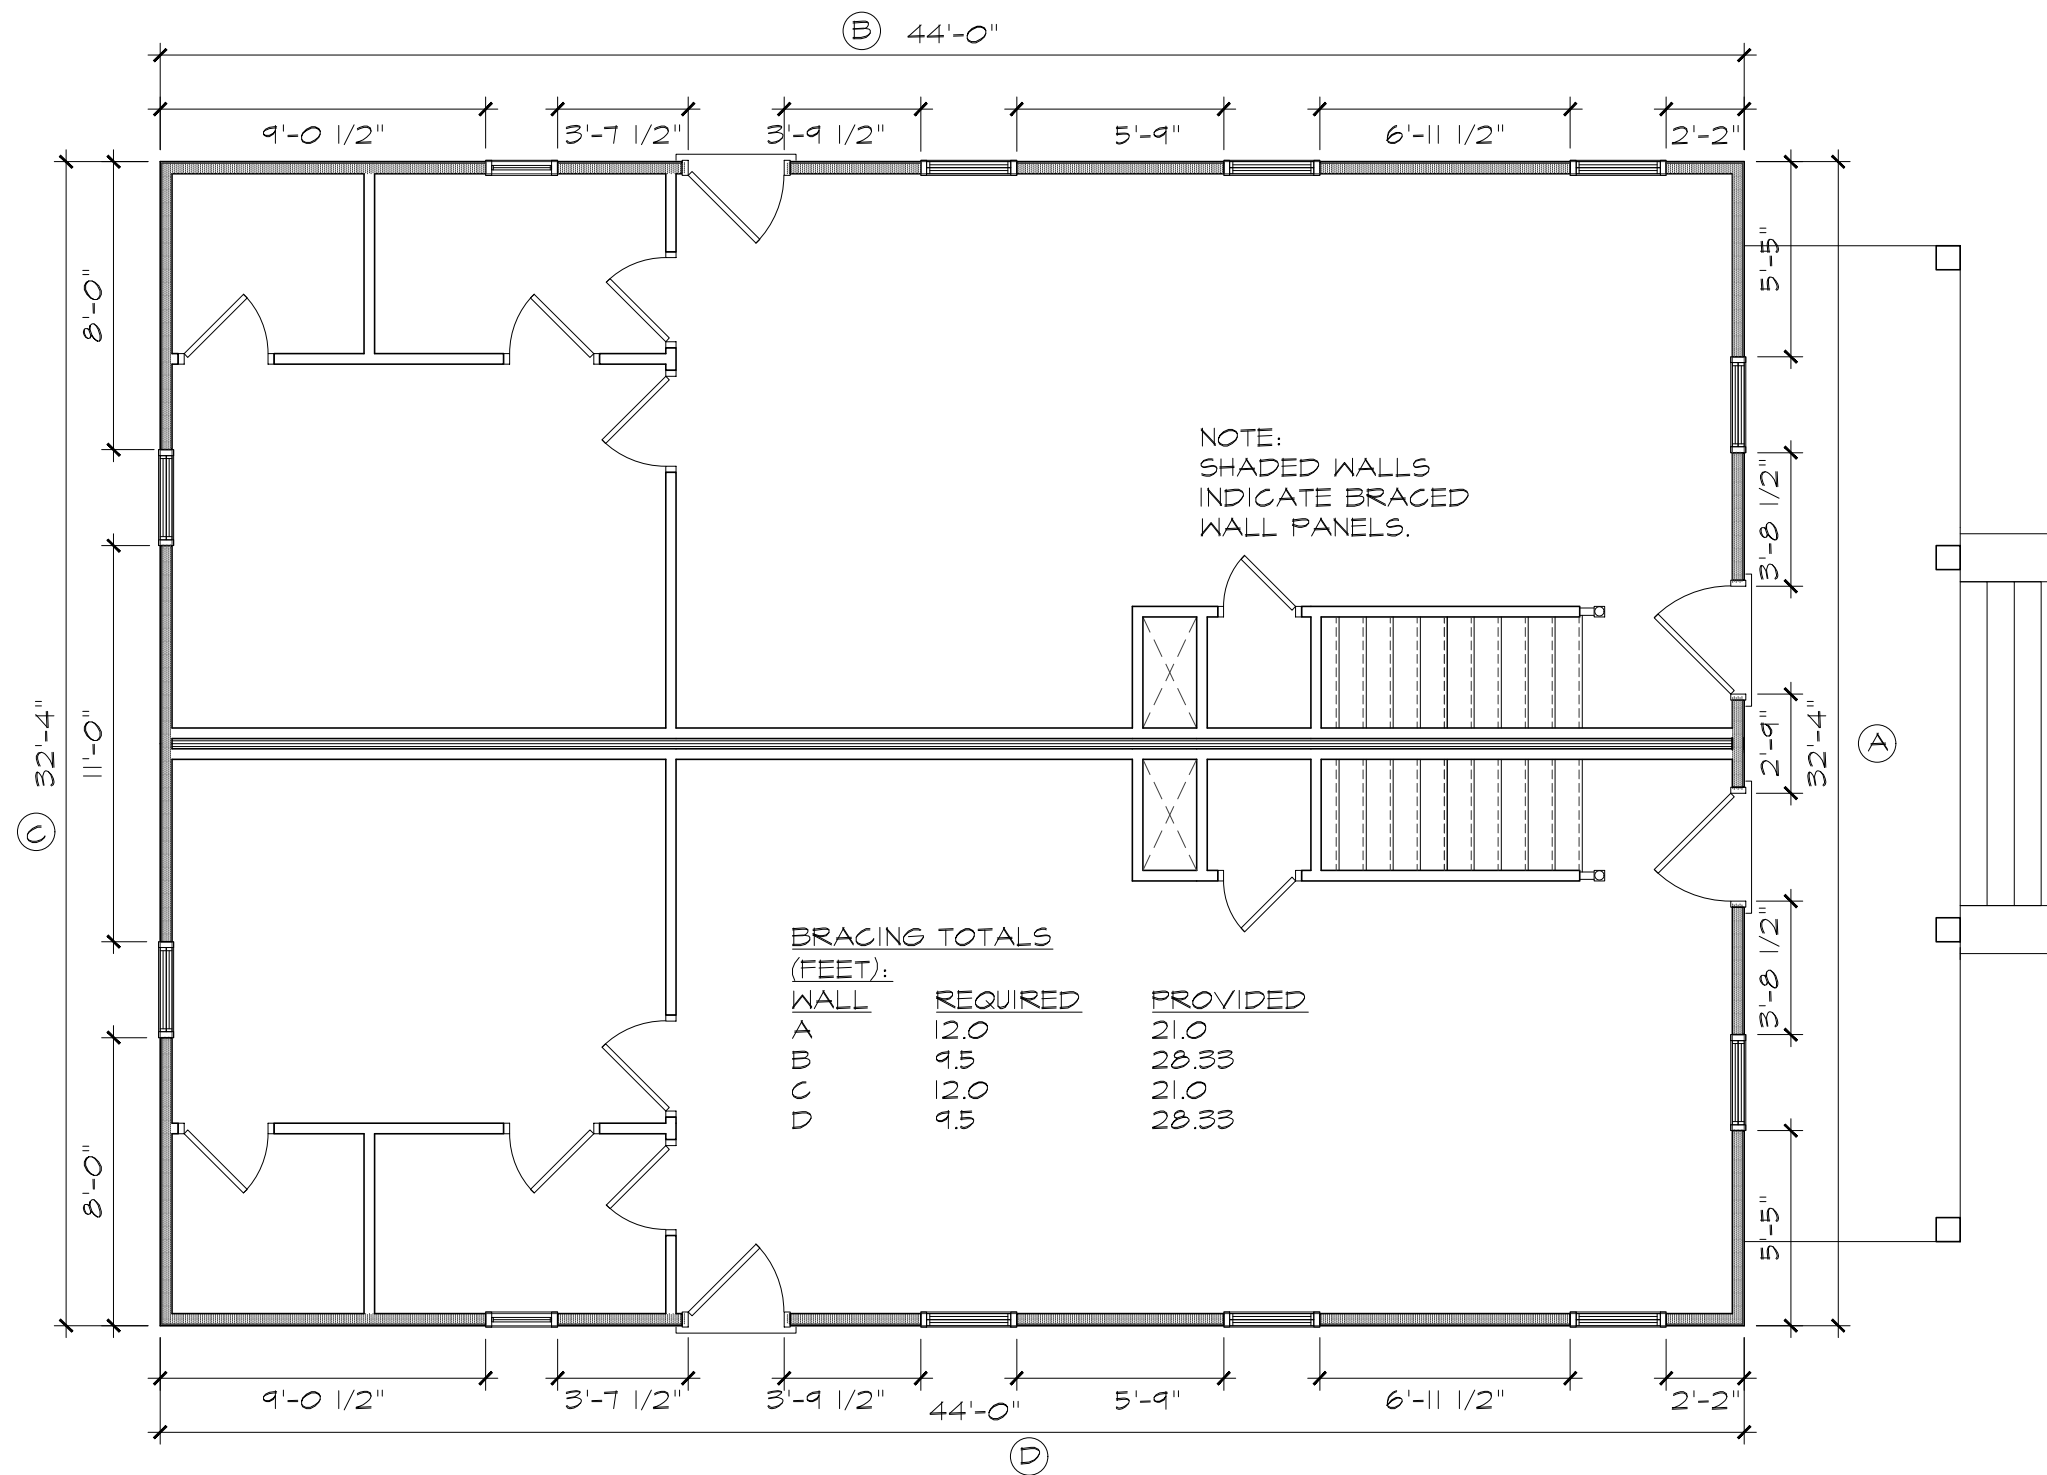 B 44'-0"
9'-0 1/2" 3'-7 1/2" 3'-9 1/2" 5'-9" 6'-11 1/2" 2'-2"
8'-0"
11'-0"
8'-0"
C 32'-4"
5'-5"
3'-8 1/2"
2'-9"
3'-8 1/2"
5'-5"
32'-4"
A
NOTE:
SHADED WALLS
INDICATE BRACED
WALL PANELS.
BRACING TOTALS
(FEET):
WALL REQUIRED PROVIDED
A 12.0 21.0
B 9.5 28.33
C 12.0 21.0
D 9.5 28.33
9'-0 1/2" 3'-7 1/2" 3'-9 1/2" 5'-9" 6'-11 1/2" 2'-2"
44'-0"
D